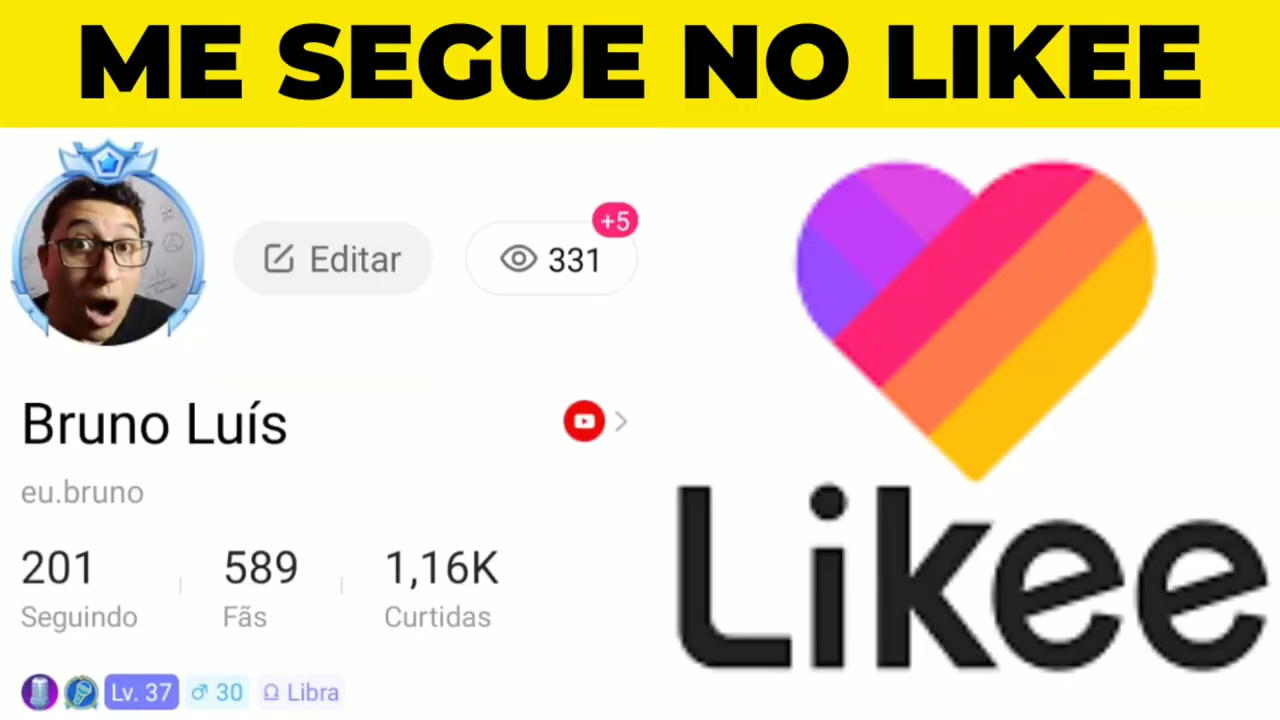 ME SEGUE NO LIKEE
+5
Editar
331
Bruno Luís
eu.bruno
201
589
1,16K
Seguindo
Fãs
Curtidas
Lv. 37
♂ 30
♎ Libra
Likee